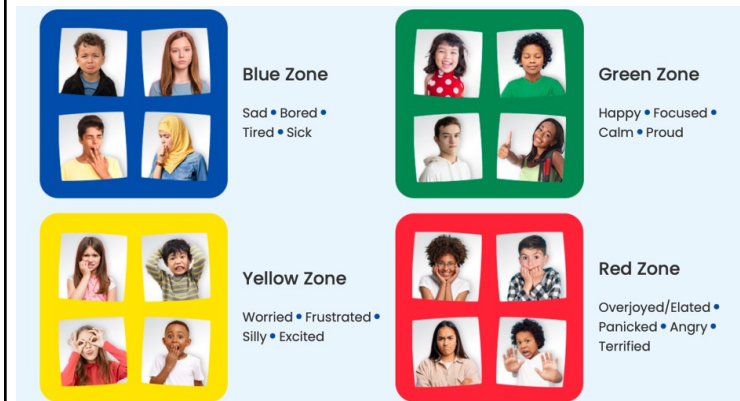 Blue Zone
Sad • Bored •
Tired • Sick
Green Zone
Happy • Focused •
Calm • Proud
Yellow Zone
Worried • Frustrated •
Silly • Excited
Red Zone
Overjoyed/Elated •
Panicked • Angry •
Terrified